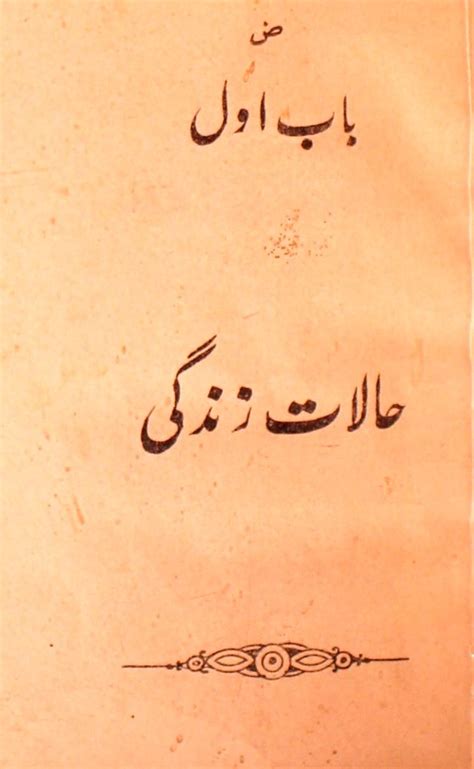 ض
باب اول
حالات زندگی